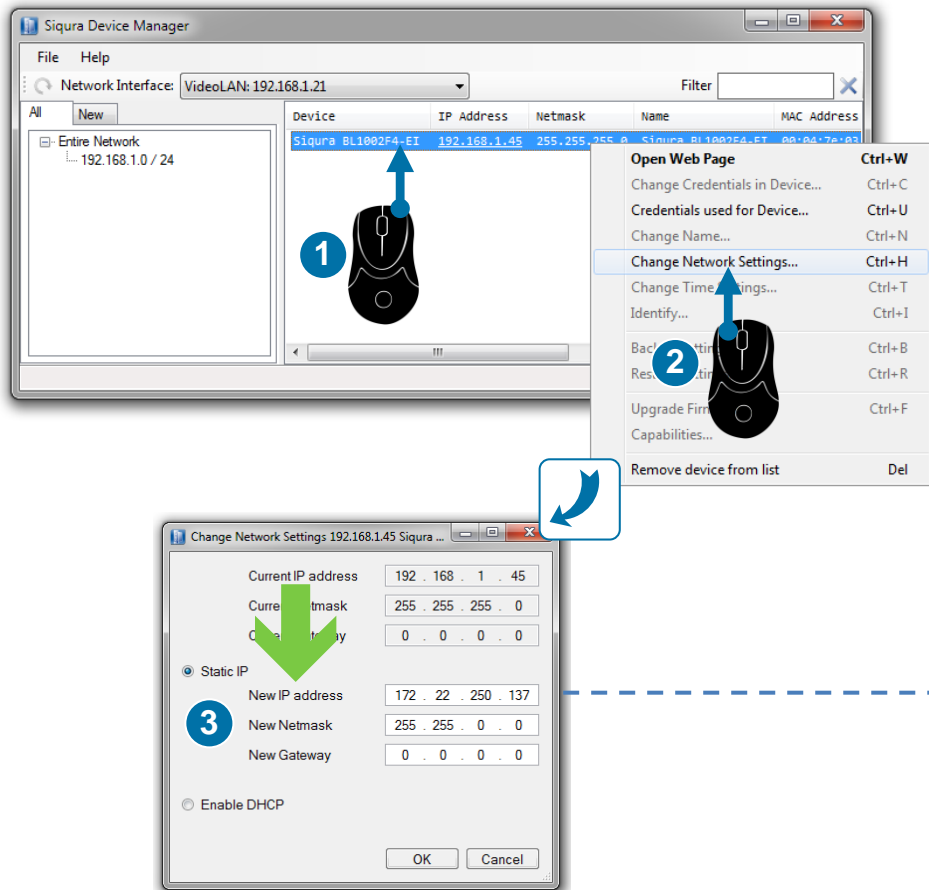 Siqura Device Manager
File Help
Network Interface: VideoLAN: 192.168.1.21 Filter
All New
Device IP Address Netmask Name MAC Address
Entire Network
192.168.1.0 / 24
Siqura BL1002F4-EI 192.168.1.45 255.255.255.0 Siqura BL1002F4-EI 00:04:7e:03
Open Web Page Ctrl+W
Change Credentials in Device... Ctrl+C
Credentials used for Device... Ctrl+U
Change Name... Ctrl+N
1
Change Network Settings... Ctrl+H
Change Time Ctrl+T
Identify... Ctrl+I
2
Ctrl+B
Ctrl+R
Upgrade Ctrl+F
Capabilities...
Remove device from list Del
Change Network Settings 192.168.1.45 Siqura ...
Current IP address 192 . 168 . 1 . 45
255 . 255 . 255 . 0
0 . 0 . 0 . 0
Static IP
New IP address 172 . 22 . 250 . 137
3
New Netmask 255 . 255 . 0 . 0
New Gateway 0 . 0 . 0 . 0
Enable DHCP
OK Cancel